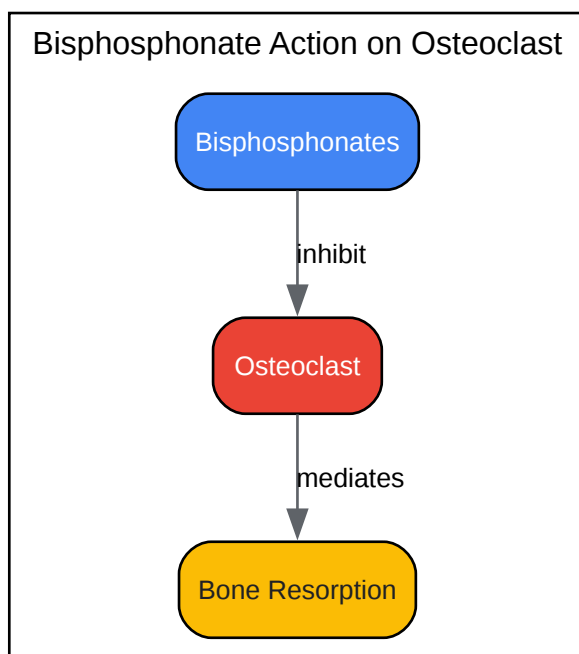 Bisphosphonate Action on Osteoclast
Bisphosphonates
inhibit
Osteoclast
mediates
Bone Resorption